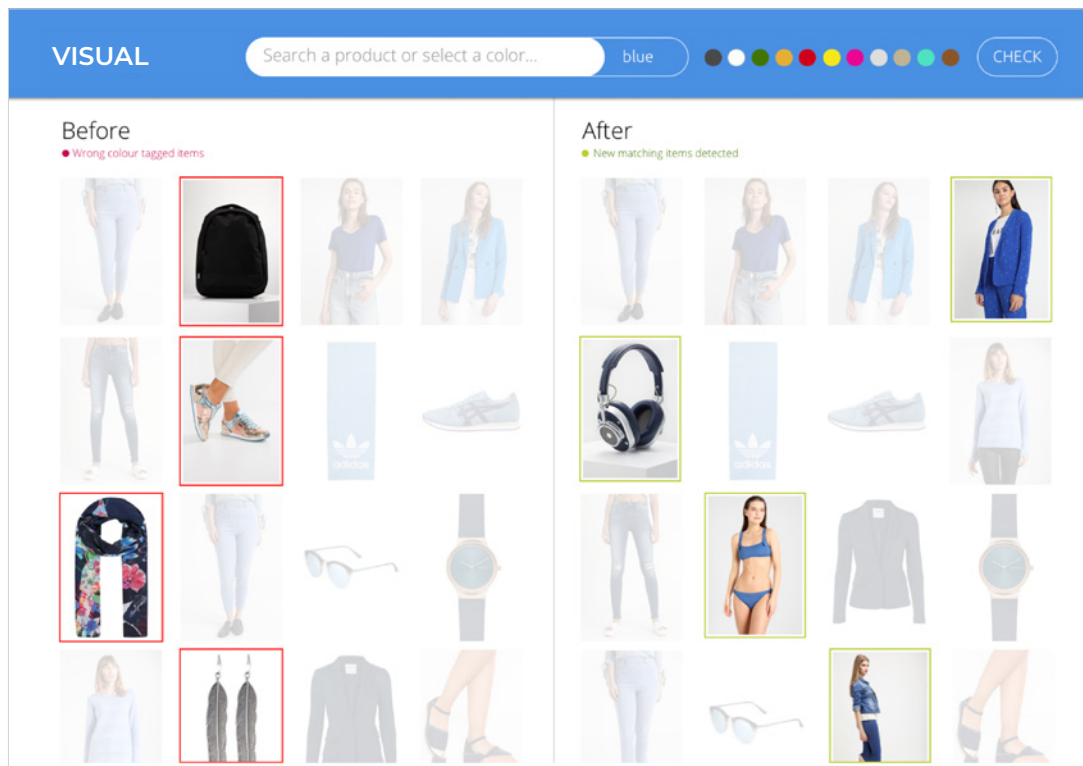 VISUAL
Search a product or select a color...
blue
CHECK
Before
Wrong colour tagged items
After
New matching items detected
adidas
adidas